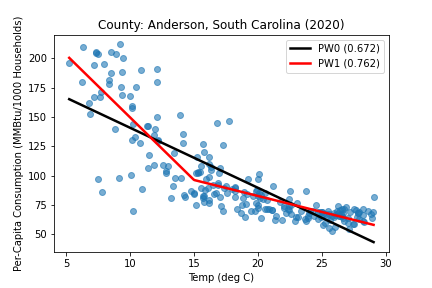 County: Anderson, South Carolina (2020)
PW0 (0.672)
PW1 (0.762)
Per-Capita Consumption (MMBtu/1000 Households)
200
175
150
125
100
75
50
5 10 15 20 25 30
Temp (deg C)